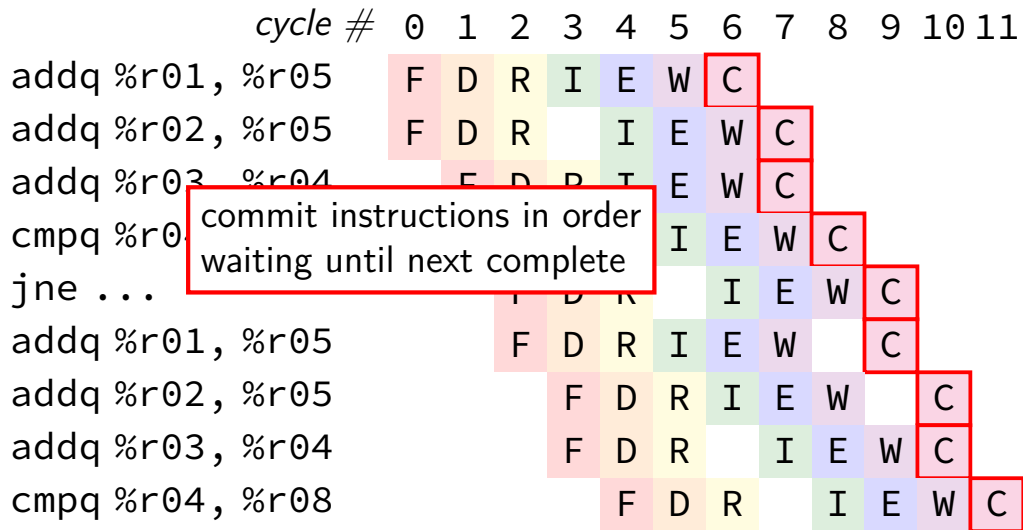 cycle # 0 1 2 3 4 5 6 7 8 9 10 11
addq %r01, %r05 F D R I E W C
addq %r02, %r05 F D R I E W C
addq %r03, %r04 F D R I E W C
commit instructions in order
cmpq %r0 I E W C
waiting until next complete
jne ... F D R I E W C
addq %r01, %r05 F D R I E W C
addq %r02, %r05 F D R I E W C
addq %r03, %r04 F D R I E W C
cmpq %r04, %r08 F D R I E W C